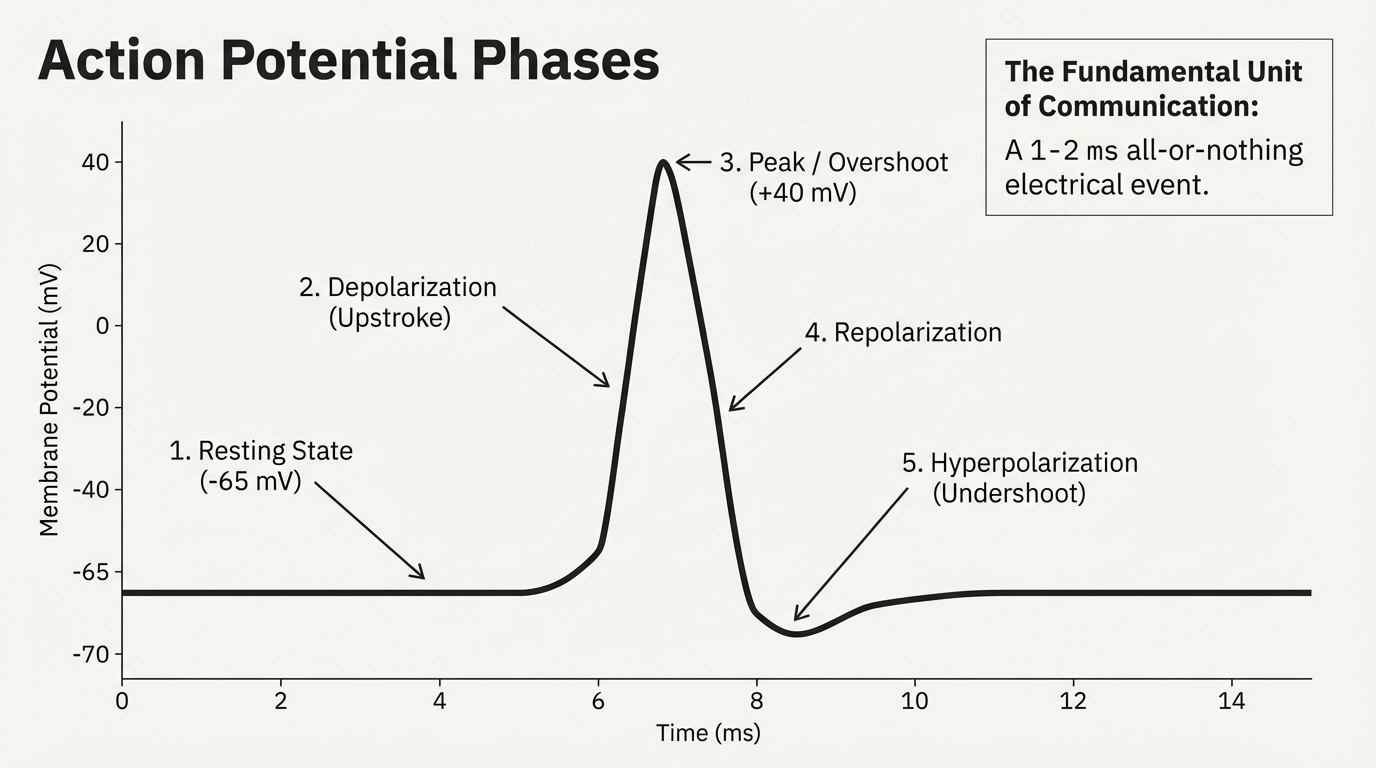 Action Potential Phases
The Fundamental Unit
of Communication:
A 1-2 ms all-or-nothing
electrical event.
Membrane Potential (mV)
40
20
0
-20
-40
-65
-70
3. Peak / Overshoot
(+40 mV)
2. Depolarization
(Upstroke)
4. Repolarization
1. Resting State
(-65 mV)
5. Hyperpolarization
(Undershoot)
0 2 4 6 8 10 12 14
Time (ms)